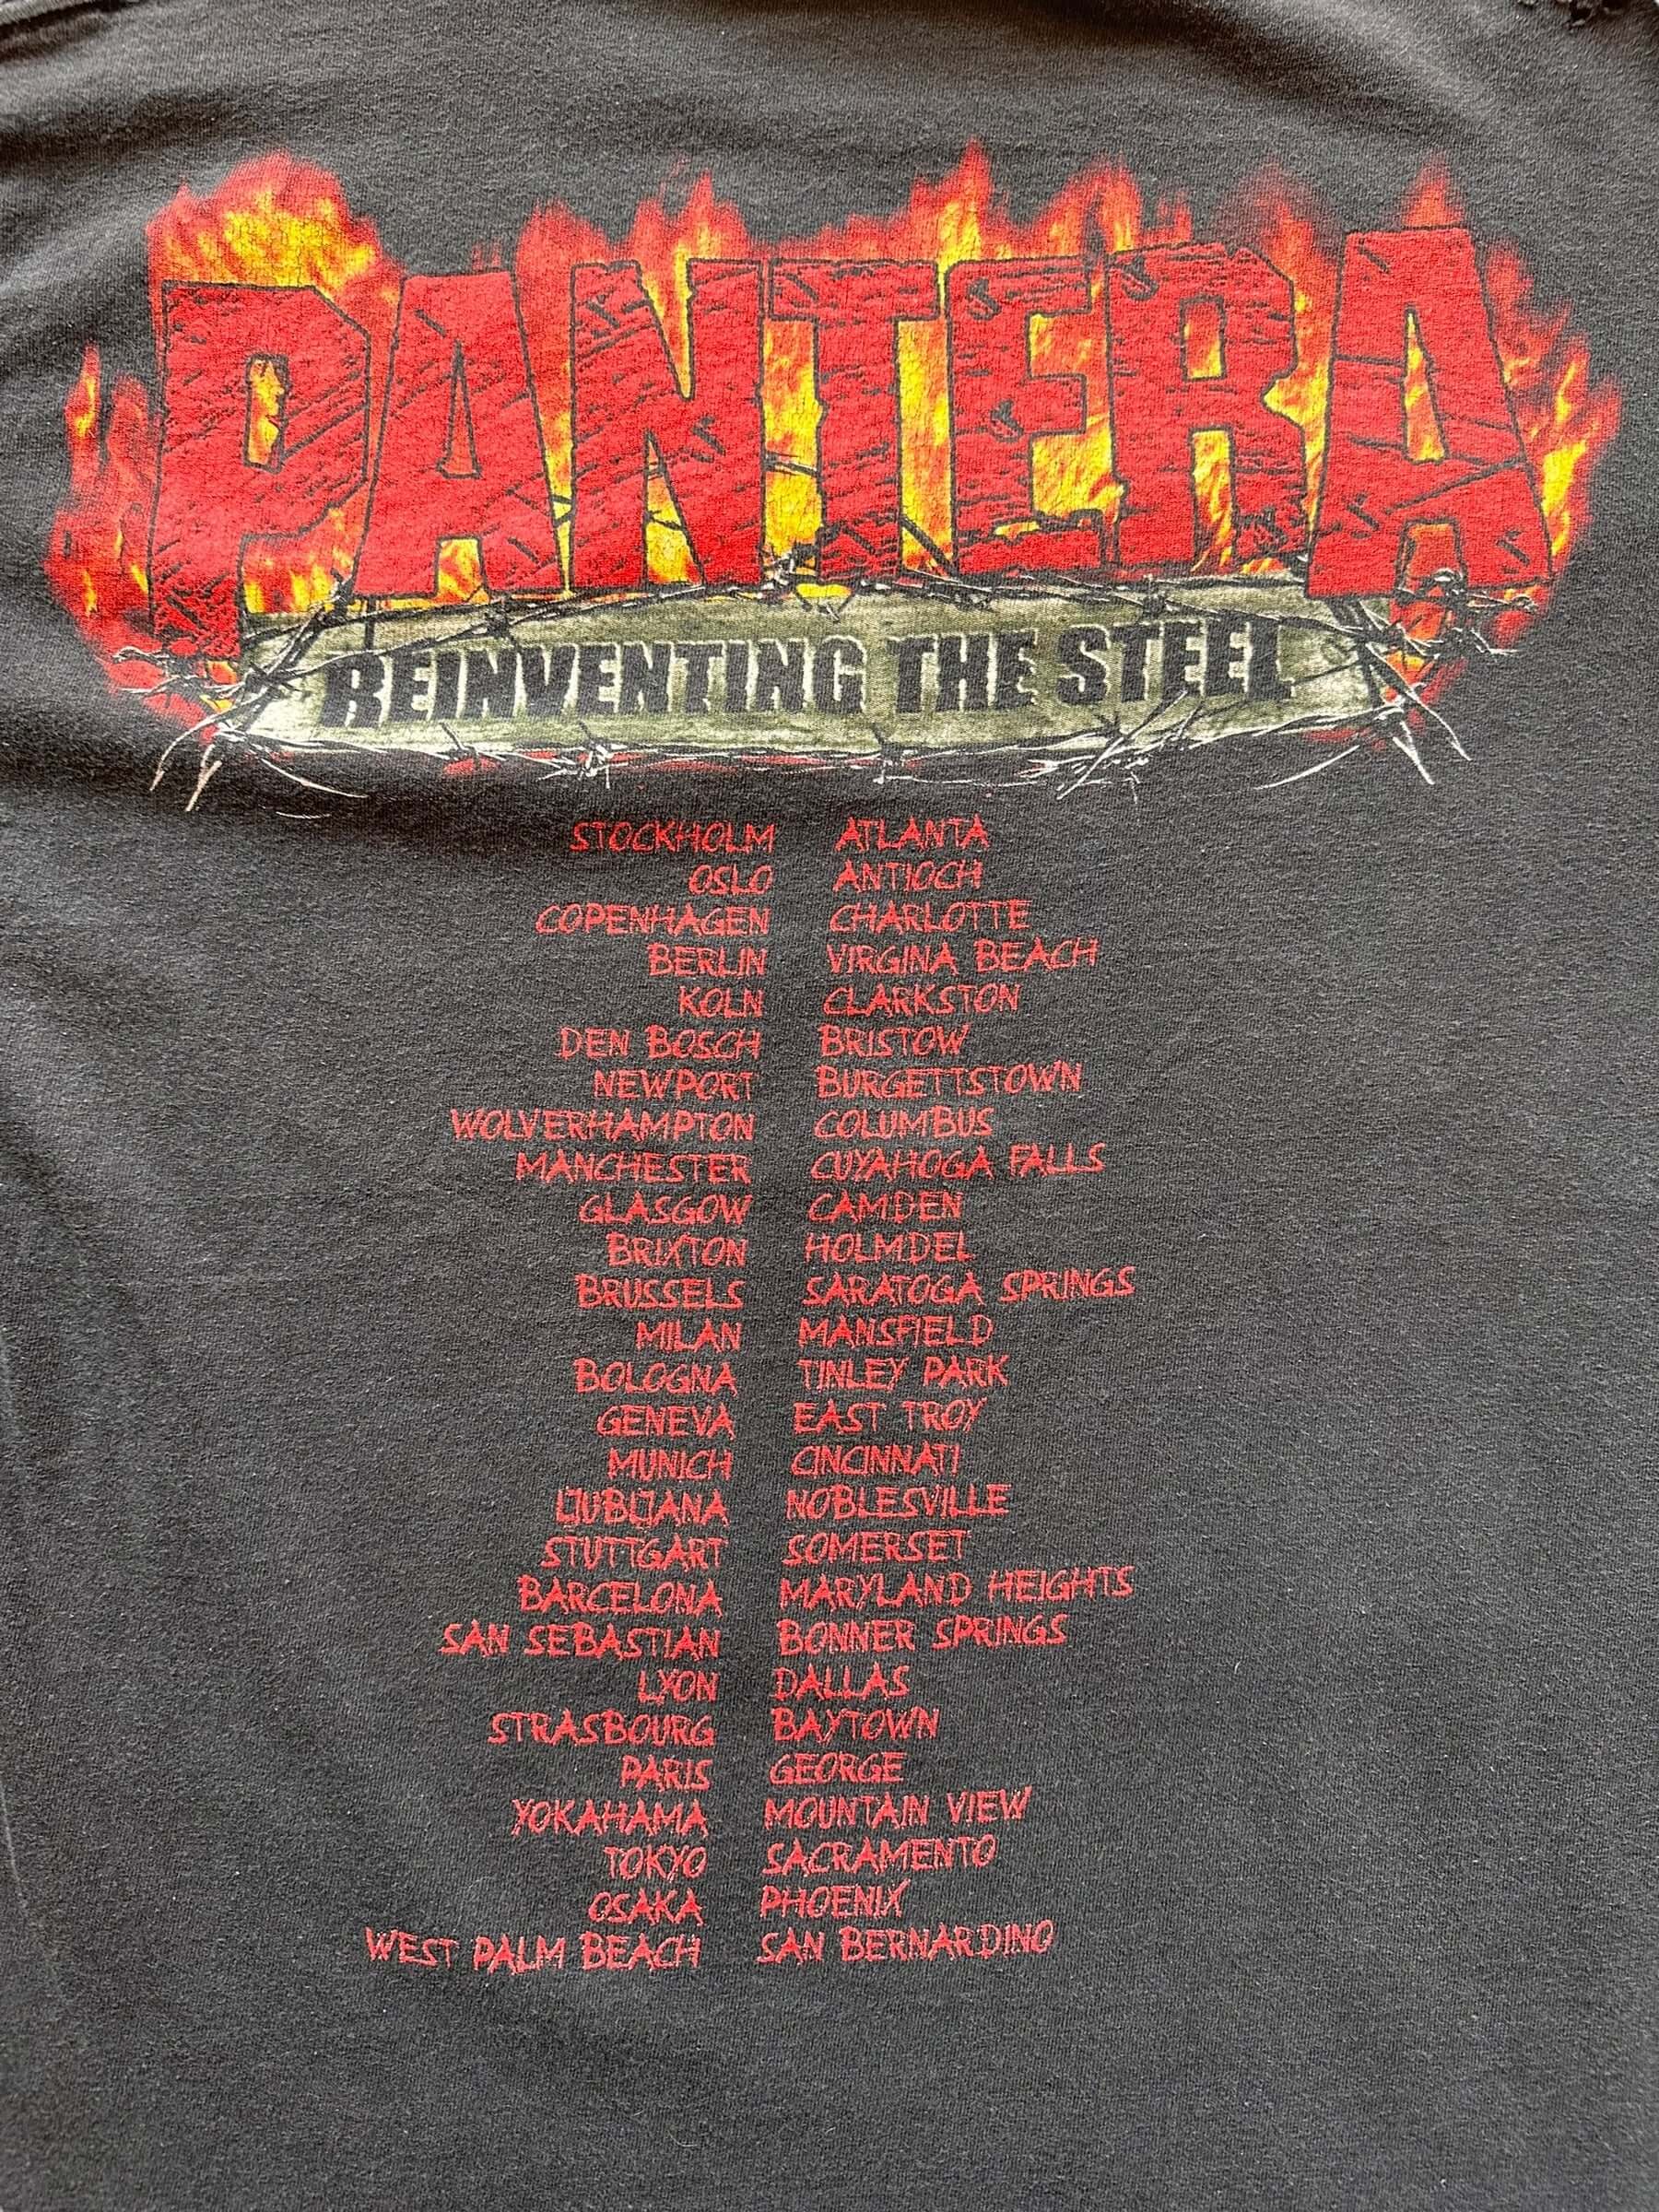 PANTERA
REINVENTING THE STEEL
STOCKHOLM
OSLO
COPENHAGEN
BERLIN
KOLN
DEN BOSCH
NEWPORT
WOLVERHAMPTON
MANCHESTER
GLASGOW
BRIXTON
BRUSSELS
MILAN
BOLOGNA
GENEVA
MUNICH
LJUBLJANA
STUTTGART
BARCELONA
SAN SEBASTIAN
LYON
STRASBOURG
PARIS
YOKAHAMA
TOKYO
OSAKA
WEST PALM BEACH
ATLANTA
ANTIOCH
CHARLOTTE
VIRGINA BEACH
CLARKSTON
BRISTOW
BURGETTSTOWN
COLUMBUS
CUYAHOGA FALLS
CAMDEN
HOLMDEL
SARATOGA SPRINGS
MANSFIELD
TINLEY PARK
EAST TROY
CINCINNATI
NOBLESVILLE
SOMERSET
MARYLAND HEIGHTS
BONNER SPRINGS
DALLAS
BAYTOWN
GEORGE
MOUNTAIN VIEW
SACRAMENTO
PHOENIX
SAN BERNARDINO